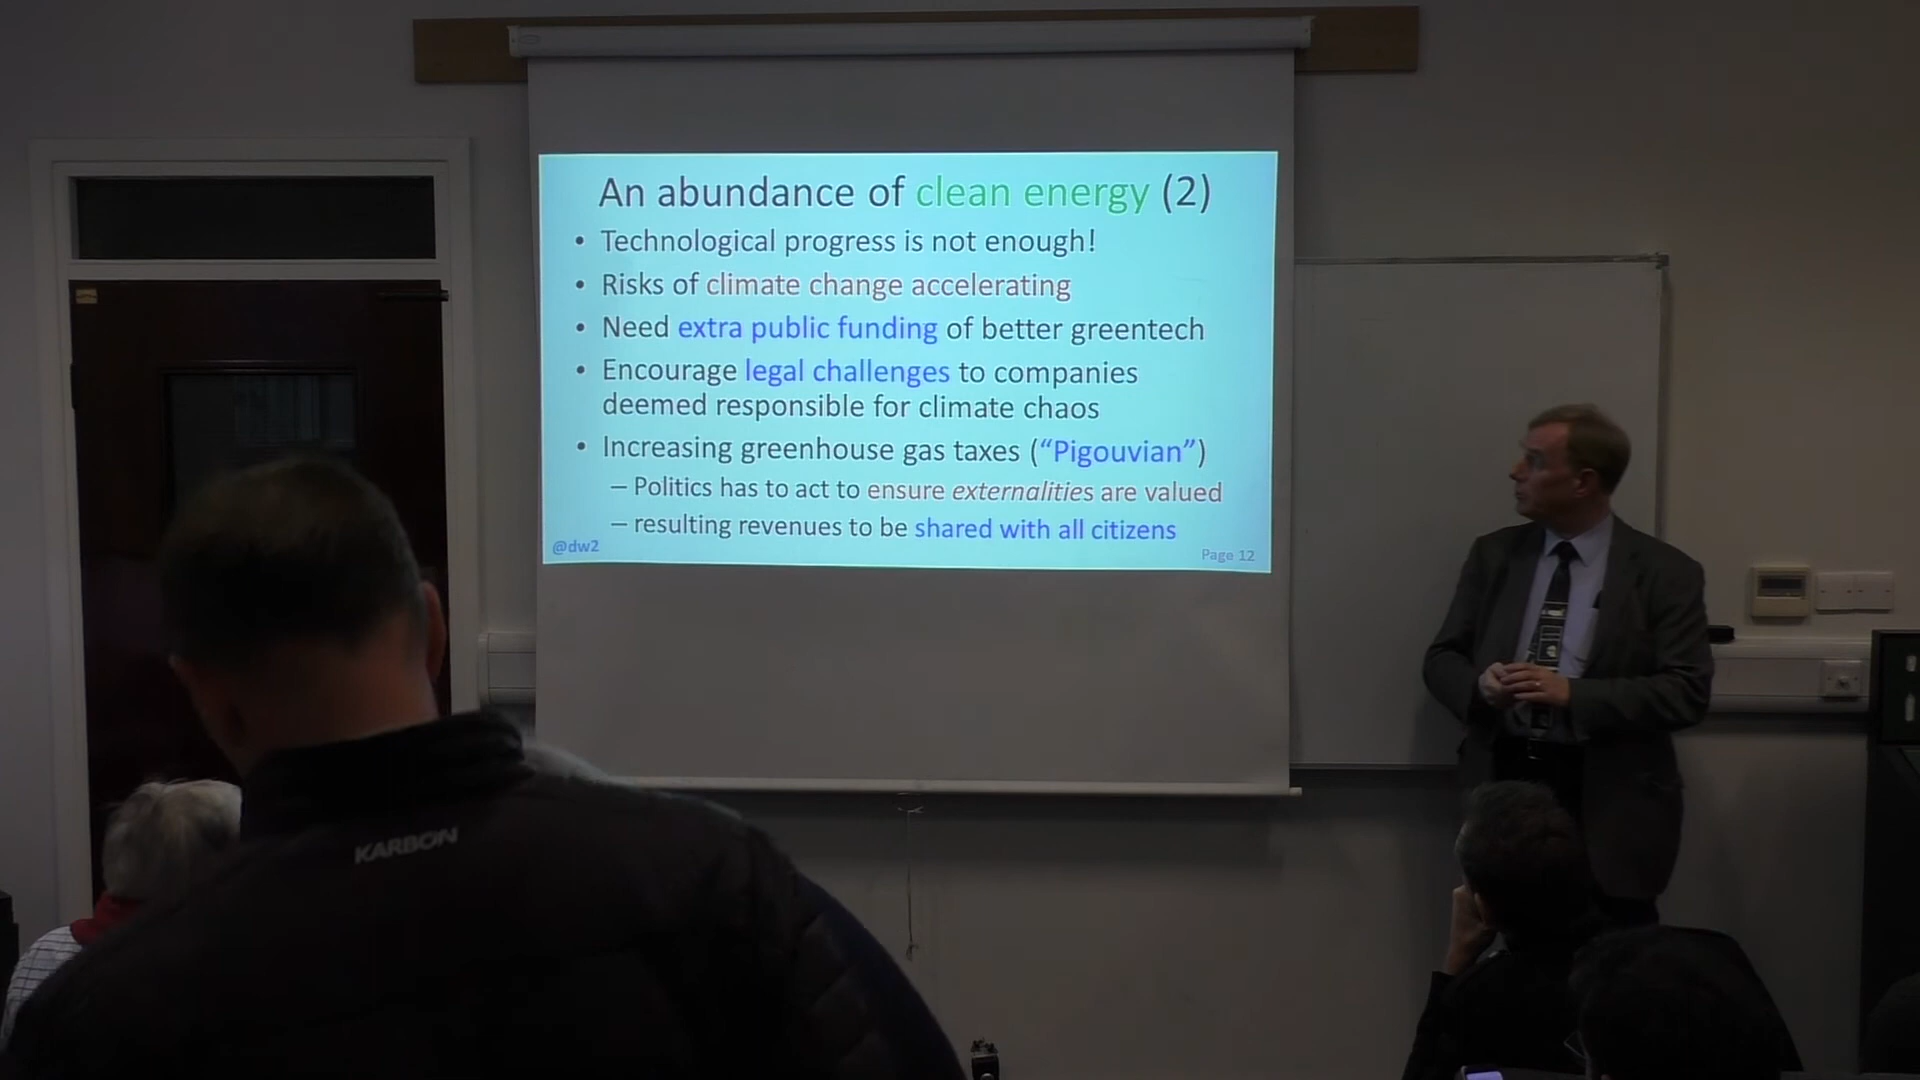 An abundance of clean energy (2)
• Technological progress is not enough!
• Risks of climate change accelerating
• Need extra public funding of better greentech
• Encourage legal challenges to companies
deemed responsible for climate chaos
• Increasing greenhouse gas taxes (“Pigouvian”)
– Politics has to act to ensure externalities are valued
– resulting revenues to be shared with all citizens
@dw2
Page 12
KARBON